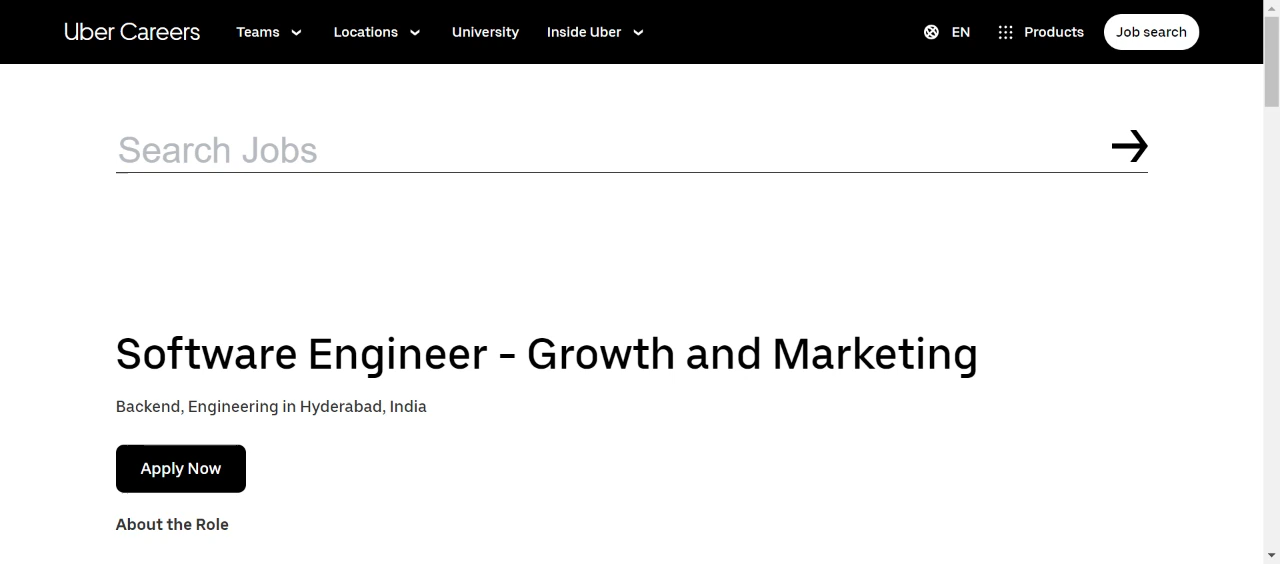 Uber Careers Teams Locations University Inside Uber EN Products Job search
Search Jobs
Software Engineer - Growth and Marketing
Backend, Engineering in Hyderabad, India
Apply Now
About the Role